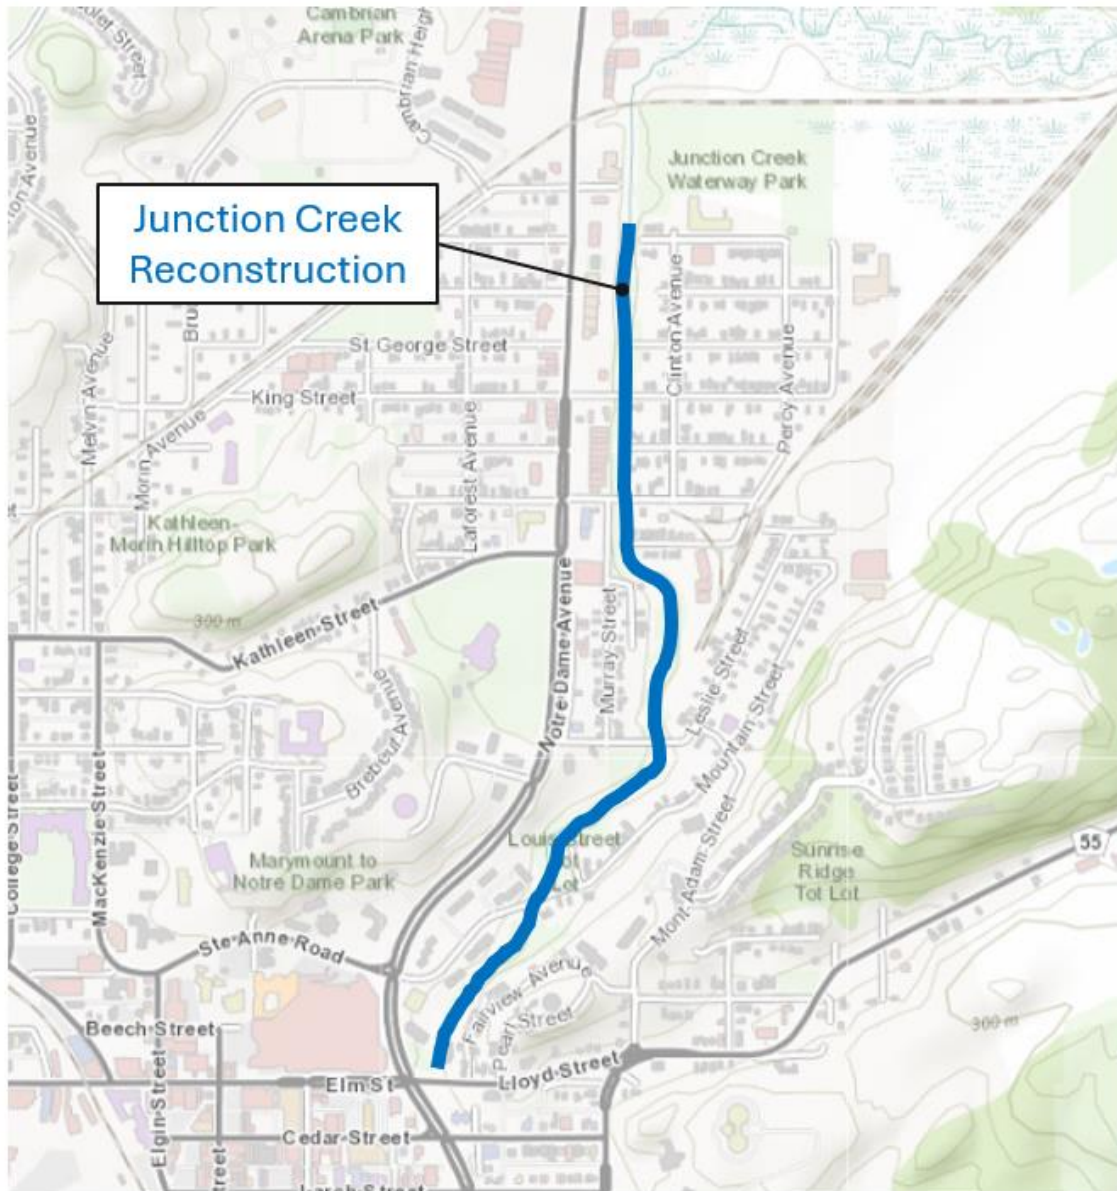 Cambrian
Arena Park
Cambrian Heigh
Junction Creek
Waterway Park
Junction Creek
Reconstruction
Clinton Avenue
St George Street
King Street
Percy Avenue
Melvin Avenue
Morin Avenue
Laforest Avenue
Kathleen-
Morin Hilltop Park
300 m
Kathleen Street
Notre Dame Avenue
Murray Street
Leslie Street
Mountain Street
Brebeuf Avenue
College Street
MacKenzie Street
Louis Street
Tot
Lot
Marymount to
Notre Dame Park
Mont Adam Street
Sunrise
Ridge
Tot Lot
55
Ste Anne Road
Fairview Avenue
Pearl Street
Beech Street
300 m
Elm St
Lloyd Street
Elgin Street
Cedar Street
Larch Street